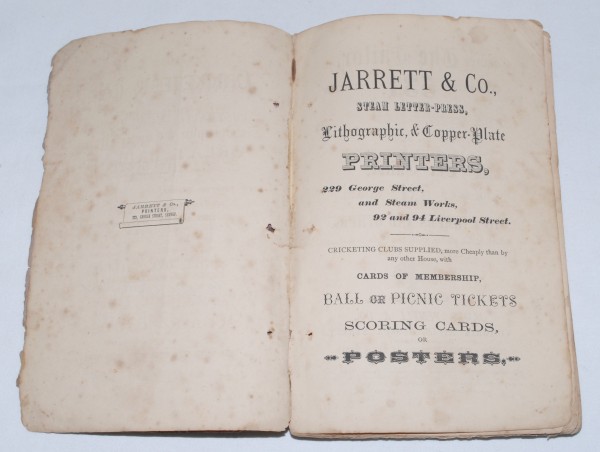 JARRETT & Co.,
PRINTERS,
JARRETT & Co.,
STEAM LETTER-PRESS,
Lithographic, & Copper-Plate
PRINTERS,
229 George Street,
and Steam Works,
92 and 94 Liverpool Street.
CRICKETING CLUBS SUPPLIED, more Cheaply than by
any other House, with
CARDS OF MEMBERSHIP,
BALL OR PICNIC TICKETS
SCORING CARDS,
OR
POSTERS,